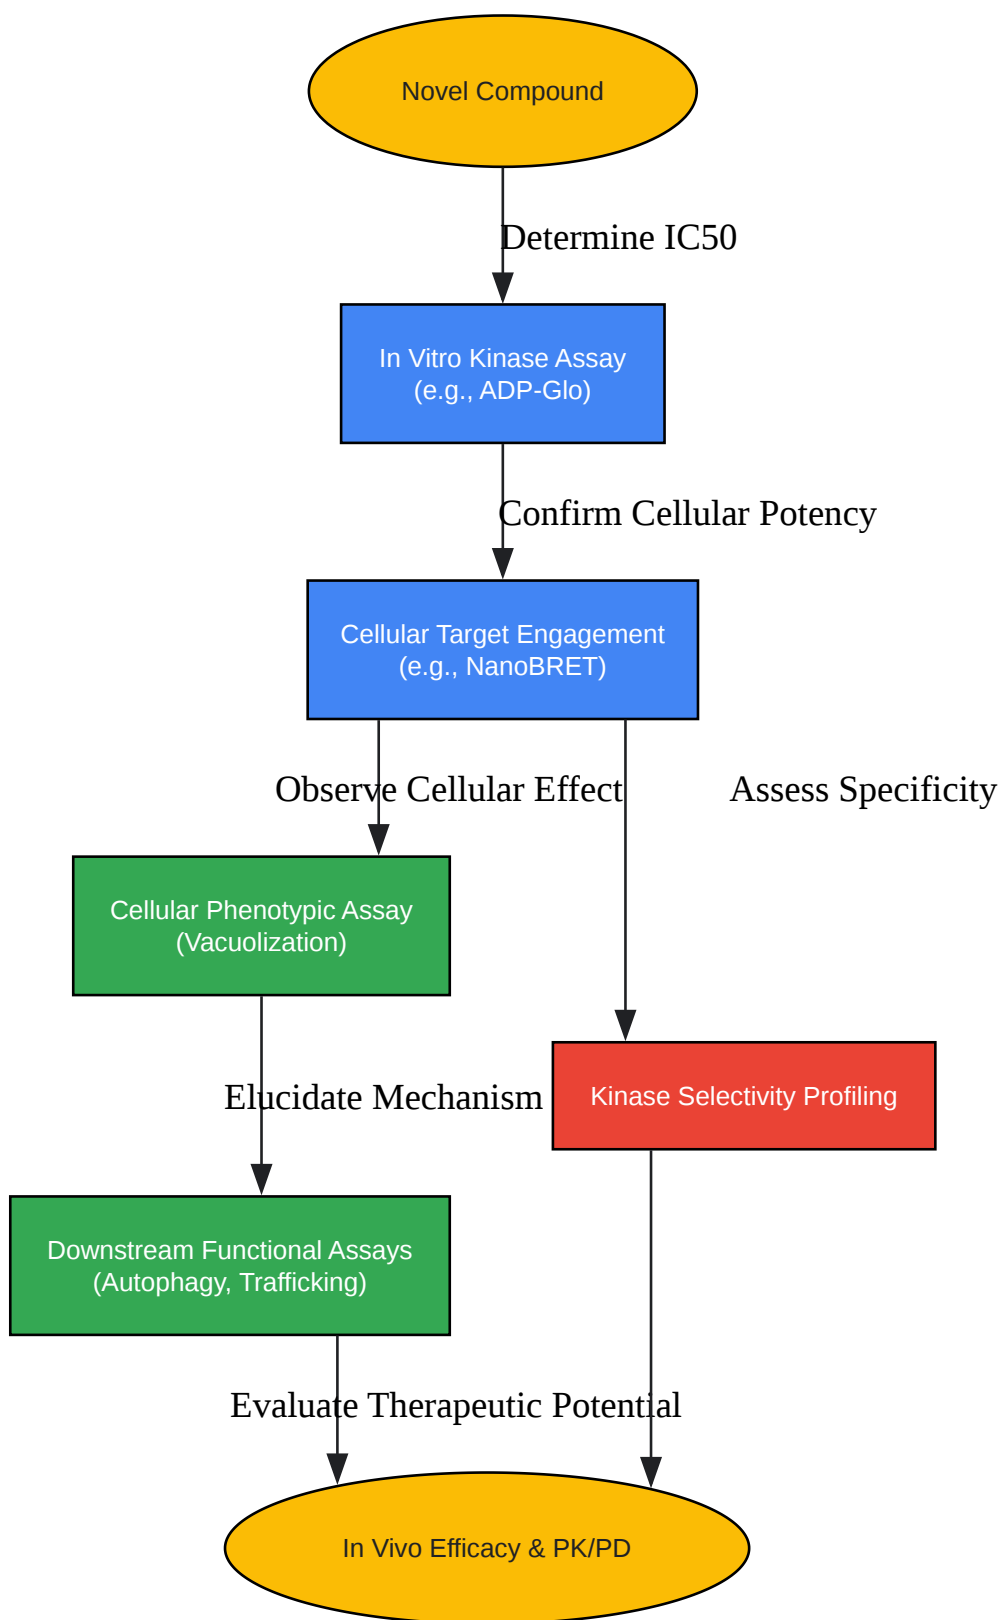 Novel Compound
Determine IC50
In Vitro Kinase Assay
(e.g., ADP-Glo)
Confirm Cellular Potency
Cellular Target Engagement
(e.g., NanoBRET)
Observe Cellular Effect
Assess Specificity
Cellular Phenotypic Assay
(Vacuolization)
Elucidate Mechanism
Kinase Selectivity Profiling
Downstream Functional Assays
(Autophagy, Trafficking)
Evaluate Therapeutic Potential
In Vivo Efficacy & PK/PD